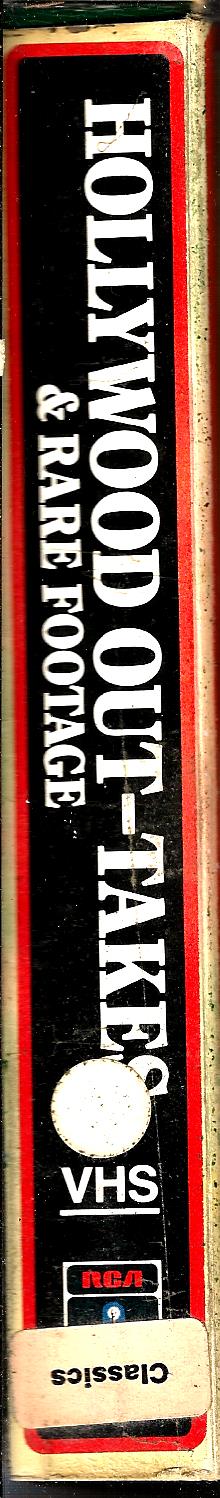 HOLLYWOOD OUT-TAKES
& RARE FOOTAGE
VHS
RCA
Classics